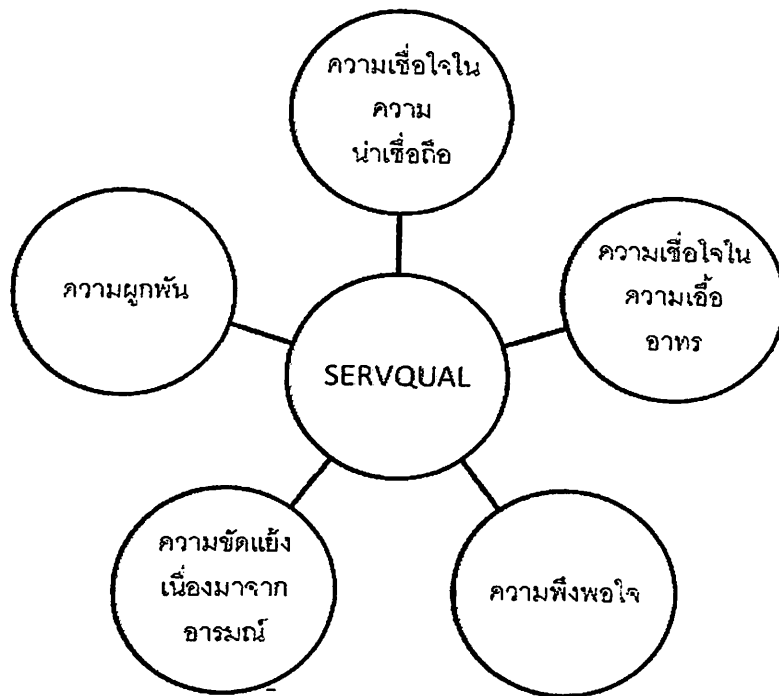 ความเชื่อใจใน
ความ
น่าเชื่อถือ
ความเชื่อใจใน
ความเอื้อ
อาทร
ความผูกพัน
SERVQUAL
ความขัดแย้ง
เนื่องมาจาก
อารมณ์
ความพึงพอใจ